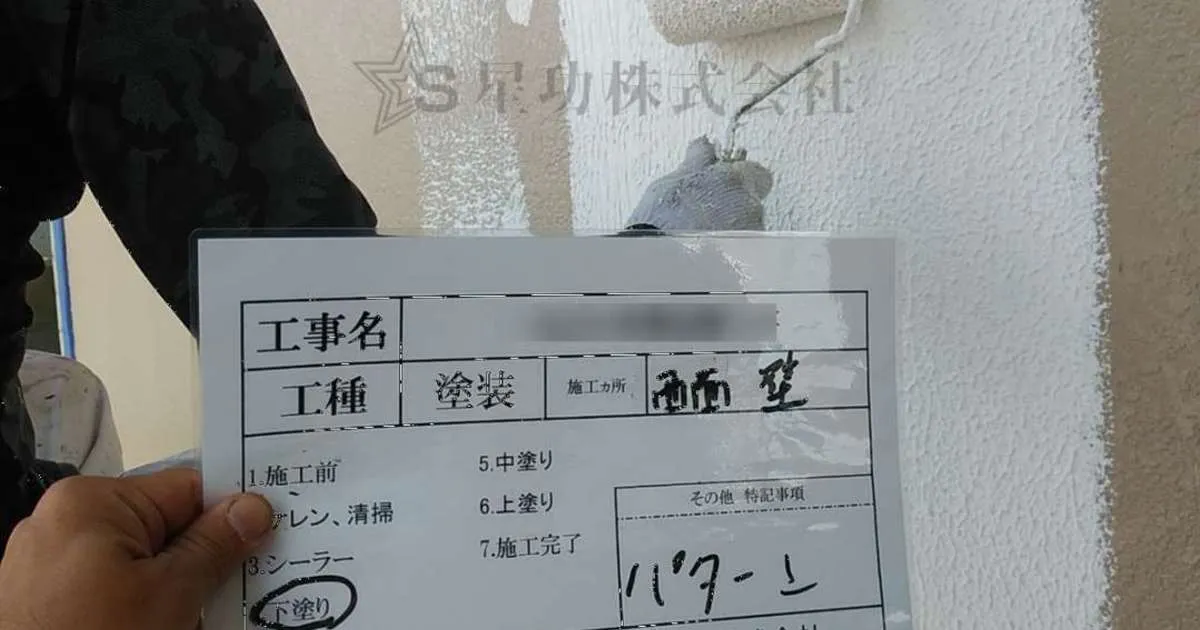 S 星功株式会社
工事名
工種 塗装 施工ヵ所 西面 壁
1.施工前 5.中塗り
ケレン、清掃 6.上塗り その他 特記事項
3.シーラー 7.施工完了
下塗り パターン